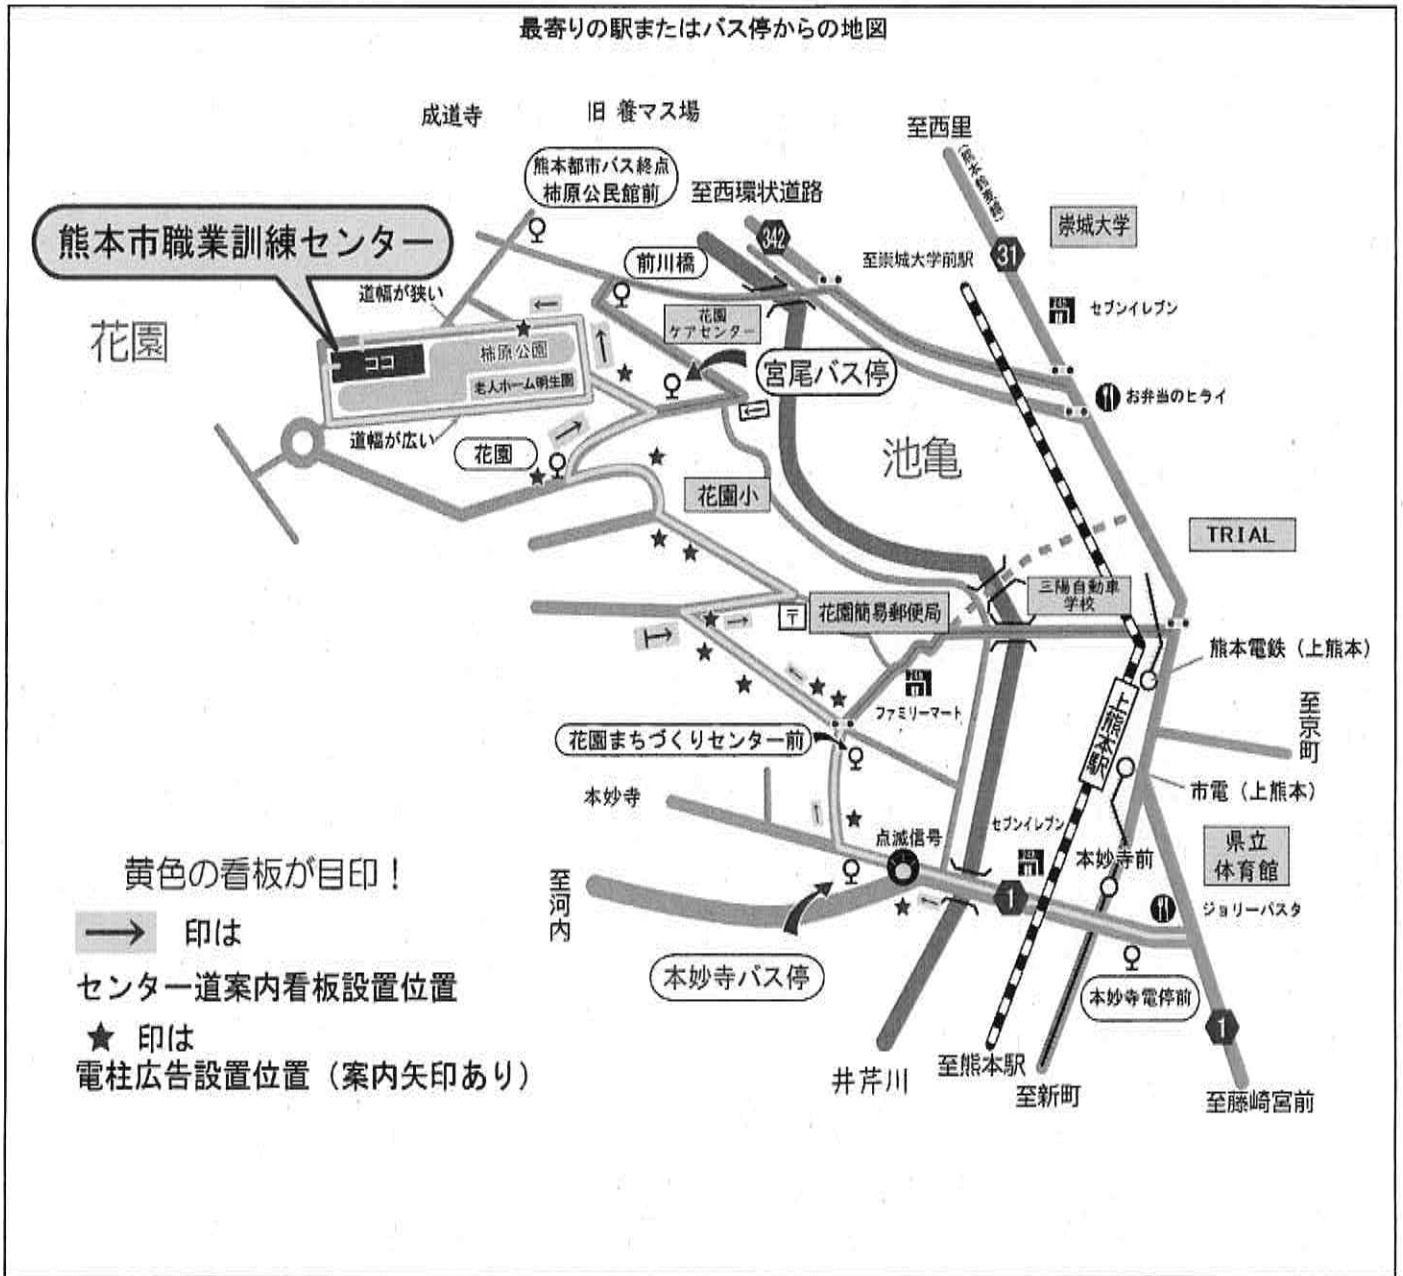 最寄りの駅またはバス停からの地図
成道寺
旧 養マス場
至西里
熊本都市バス終点
柿原公民館前
至西環状道路
崇城大学
342
31
熊本市職業訓練センター
前川橋
至崇城大学前駅
道幅が狭い
セブンイレブン
花園
花園
ケアセンター
柿原公園
ココ
宮尾バス停
老人ホーム明生園
お弁当のヒライ
道幅が広い
花園
池亀
花園小
TRIAL
三陽自動車
学校
〒
花園簡易郵便局
熊本電鉄（上熊本）
ファミリーマート
上熊本駅
至京町
花園まちづくりセンター前
市電（上熊本）
本妙寺
セブンイレブン
点滅信号
本妙寺前
県立
体育館
黄色の看板が目印！
至河内
1
ジョリーパスタ
→ 印は
センター道案内看板設置位置
本妙寺バス停
本妙寺電停前
★ 印は
電柱広告設置位置（案内矢印あり）
1
至熊本駅
井芹川
至新町
至藤崎宮前